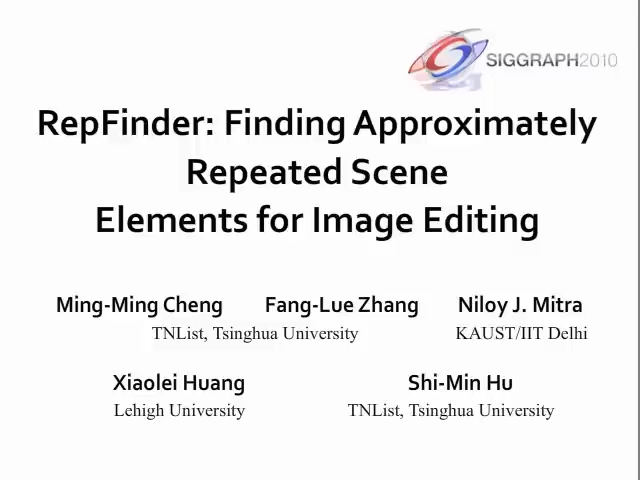 SIGGRAPH2010
RepFinder: Finding Approximately
Repeated Scene
Elements for Image Editing
Ming-Ming Cheng Fang-Lue Zhang Niloy J. Mitra
TNList, Tsinghua University KAUST/IIT Delhi
Xiaolei Huang Shi-Min Hu
Lehigh University TNList, Tsinghua University